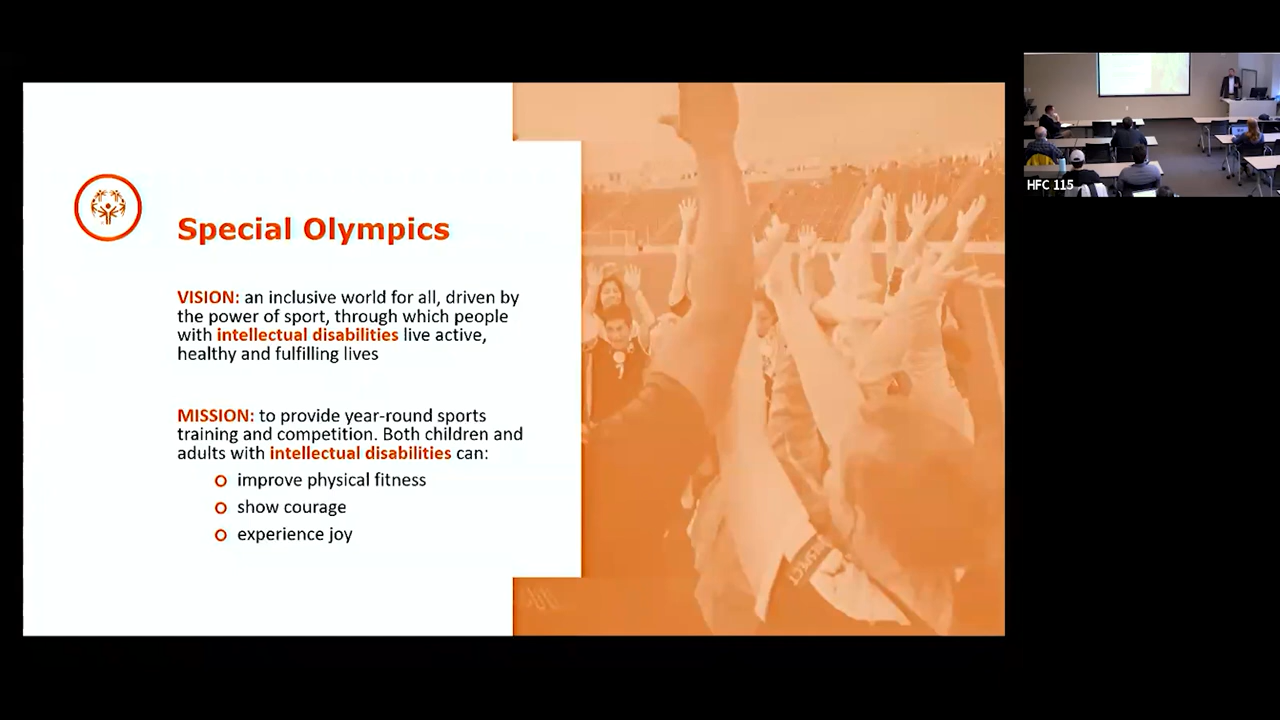 Special Olympics
VISION: an inclusive world for all, driven by
the power of sport, through which people
with intellectual disabilities live active,
healthy and fulfilling lives
MISSION: to provide year-round sports
training and competition. Both children and
adults with intellectual disabilities can:
improve physical fitness
show courage
experience joy
HFC 115